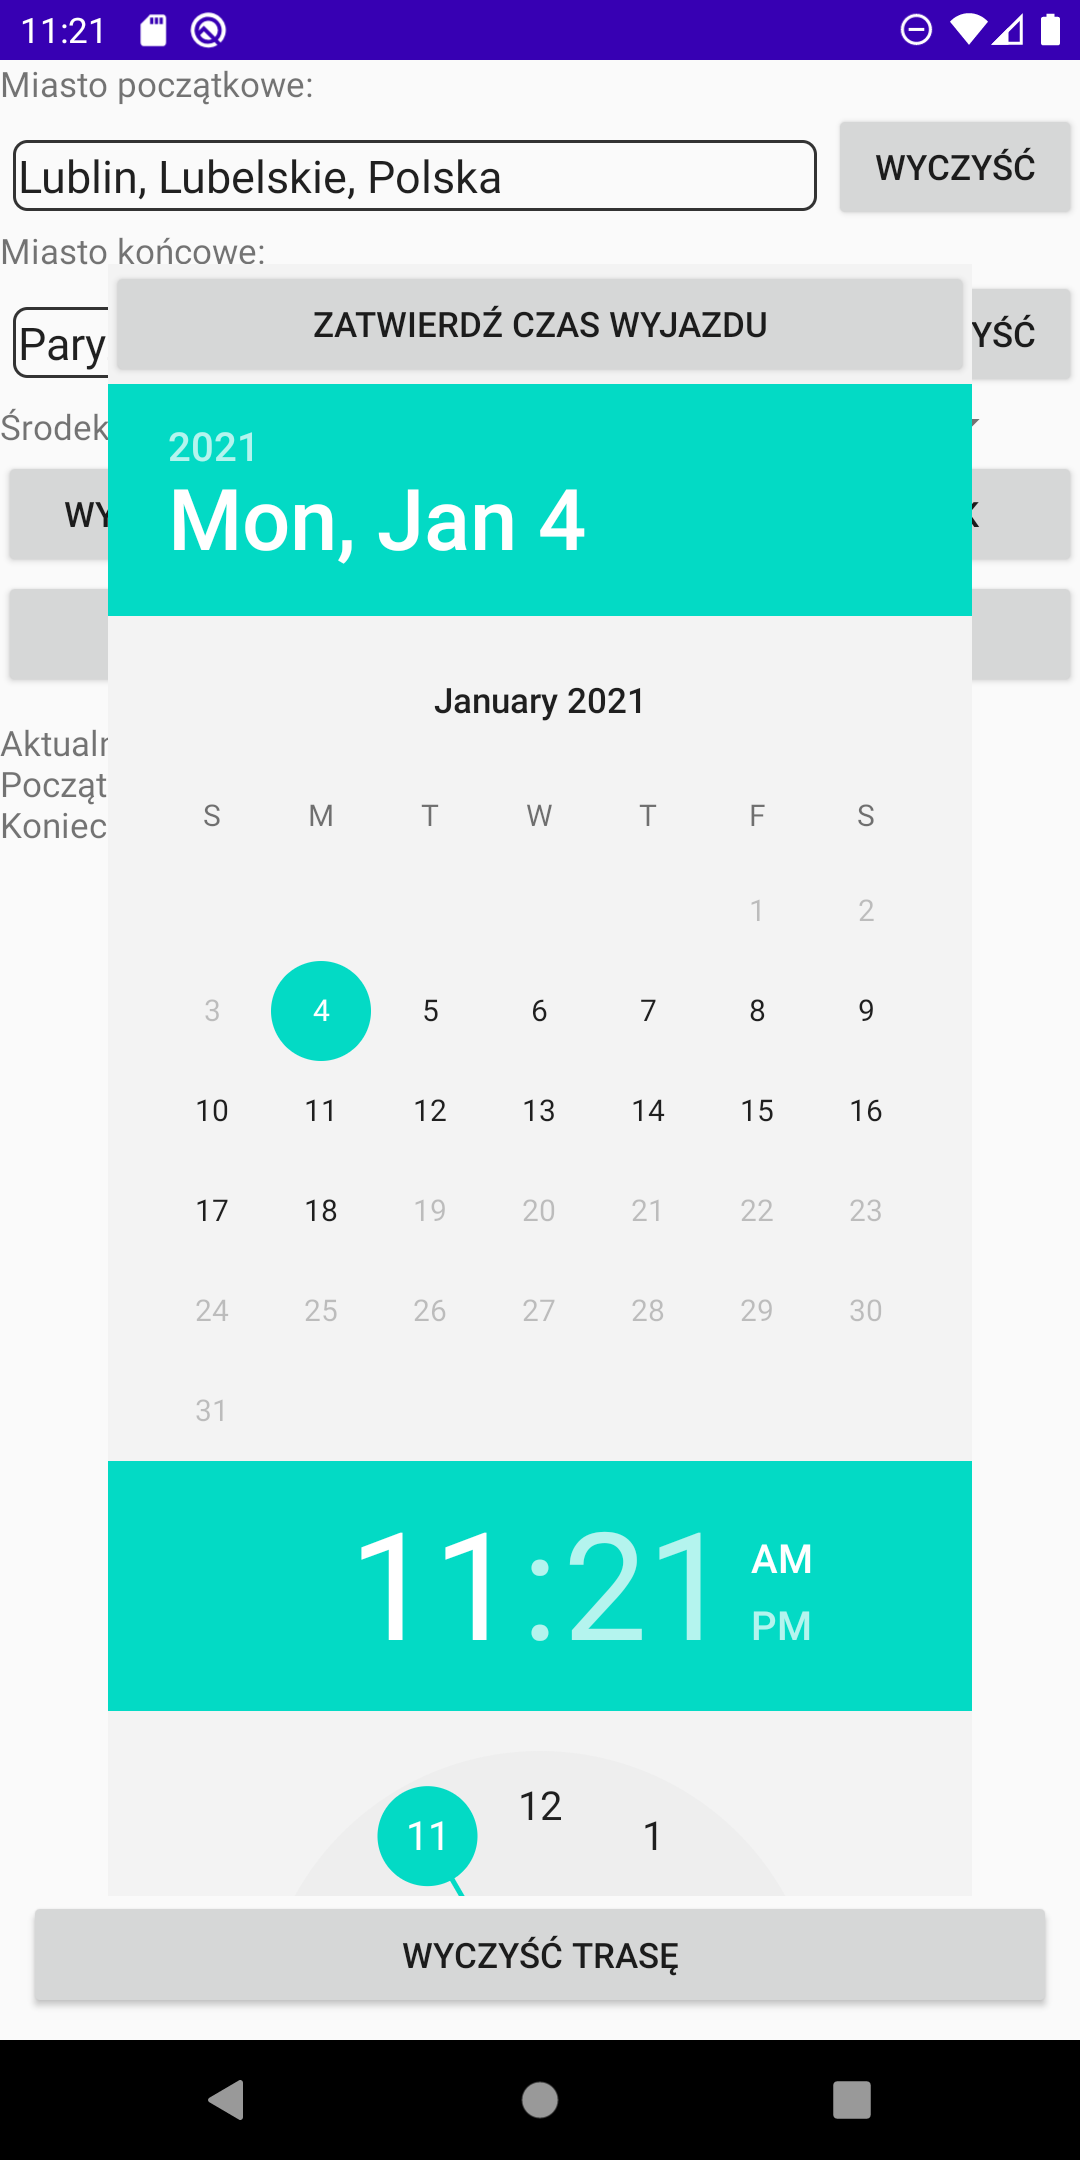 11:21
Miasto początkowe:
Lublin, Lubelskie, Polska
WYCZYŚĆ
Miasto końcowe:
ZATWIERDŹ CZAS WYJAZDU
2021
Mon, Jan 4
January 2021
S M T W T F S
1 2
3 4 5 6 7 8 9
10 11 12 13 14 15 16
17 18 19 20 21 22 23
24 25 26 27 28 29 30
31
11:21
AM
PM
12
11
1
Środek
Koniec
WYCZYŚĆ TRASĘ